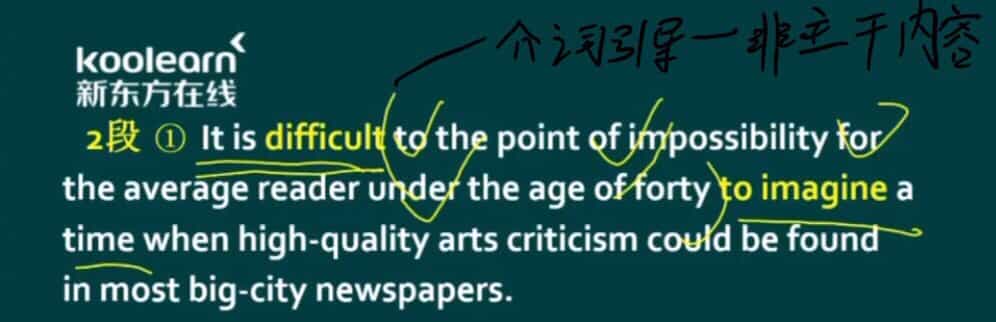 介词引导一非主干内容
koolearn
新东方在线
2段 ① It is difficult to the point of impossibility for
the average reader under the age of forty to imagine a
time when high-quality arts criticism could be found
in most big-city newspapers.